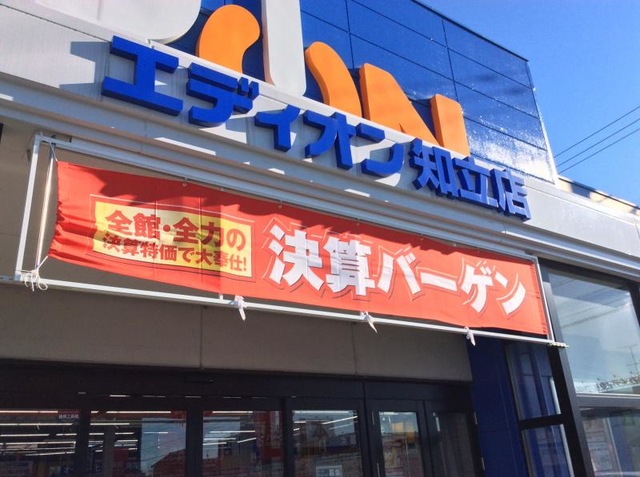 エディオン 知立店
全館・全力の
決算特価で大奉仕!
決算バーゲン